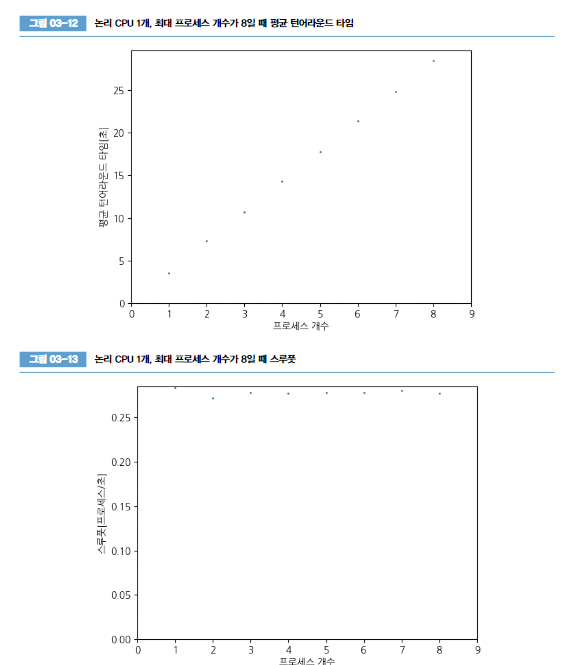 그림 03-12 논리 CPU 1개, 최대 프로세스 개수가 8일 때 평균 턴어라운드 타임
25
20
15
10
5
0
평균 턴어라운드 타임[초]
0 1 2 3 4 5 6 7 8 9
프로세스 개수
그림 03-13 논리 CPU 1개, 최대 프로세스 개수가 8일 때 스루풋
0.25
0.20
0.15
0.10
0.05
0.00
스루풋[프로세스/초]
0 1 2 3 4 5 6 7 8 9
프로세스 개수